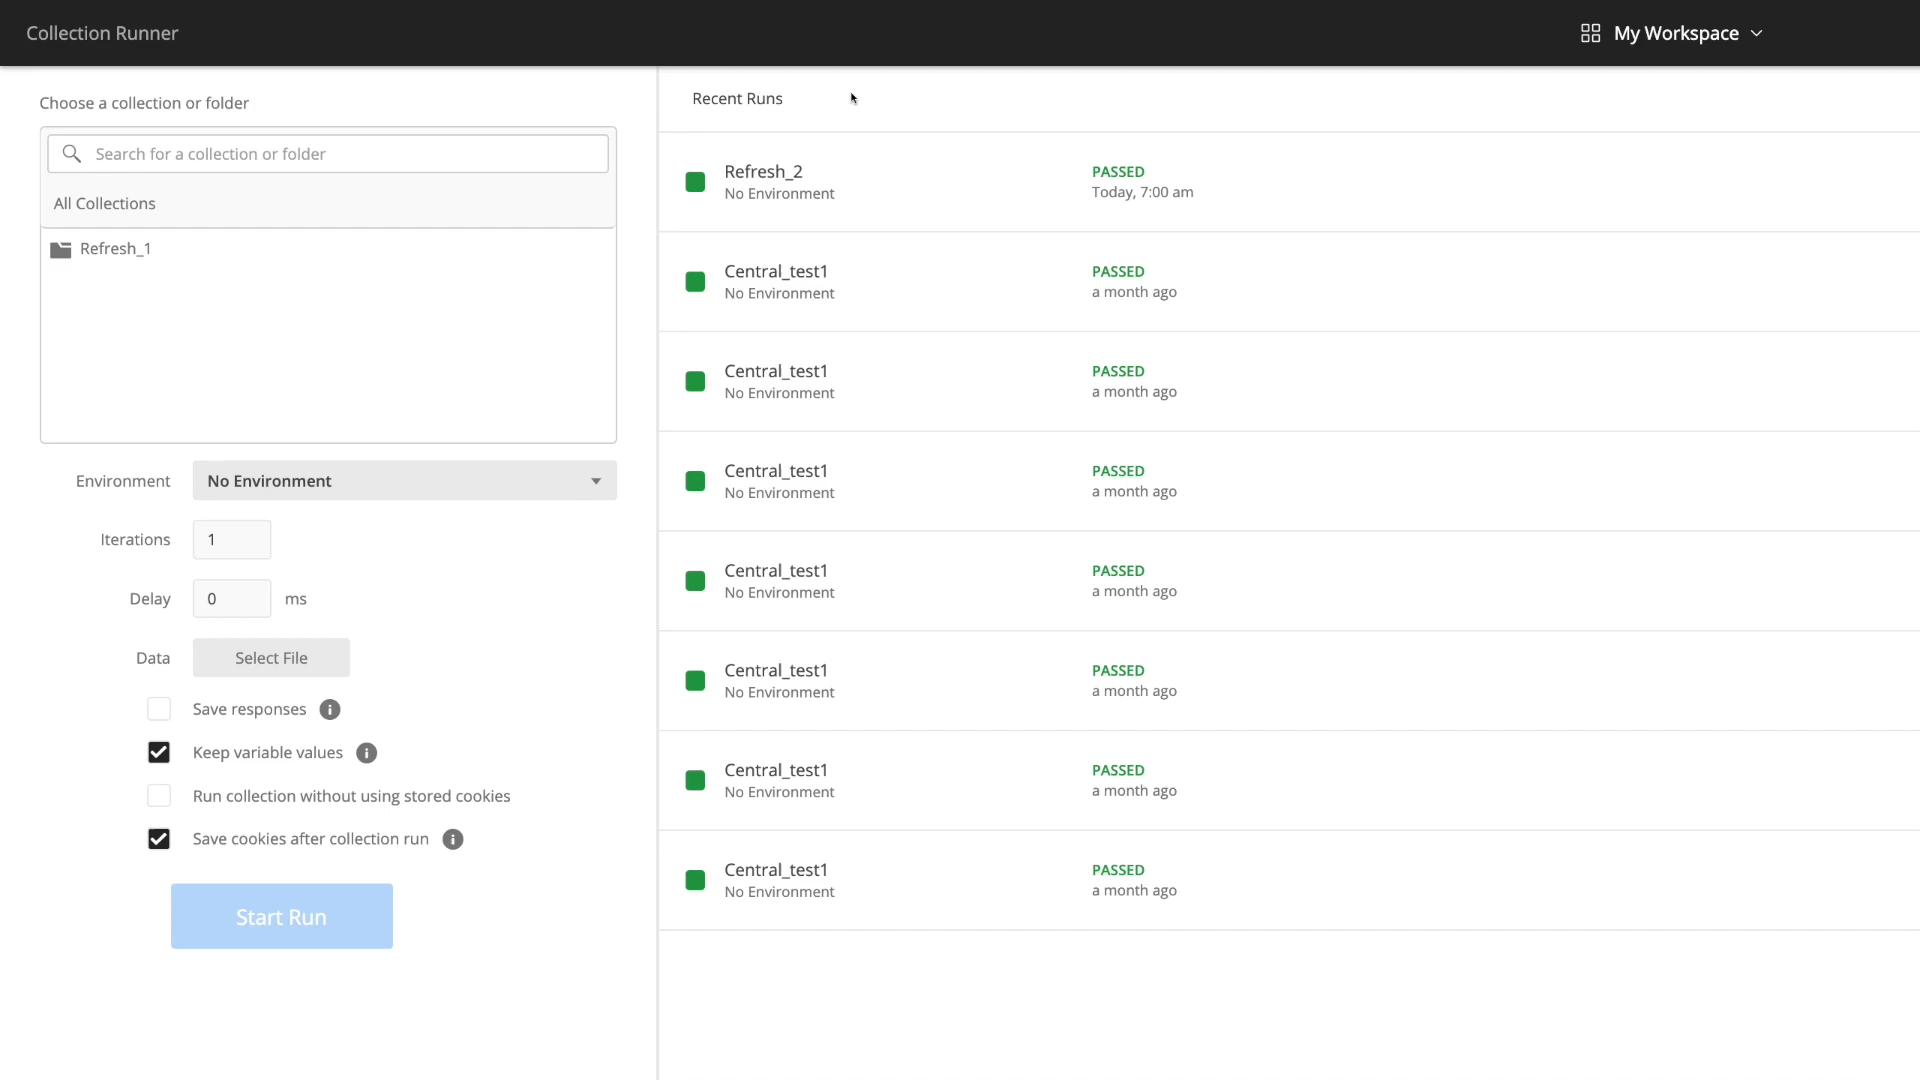 Collection Runner
My Workspace
Choose a collection or folder
Search for a collection or folder
All Collections
Refresh_1
Environment
No Environment
Iterations
1
Delay
0
ms
Data
Select File
Save responses
Keep variable values
Run collection without using stored cookies
Save cookies after collection run
Start Run
Recent Runs
Refresh_2
No Environment
PASSED
Today, 7:00 am
Central_test1
No Environment
PASSED
a month ago
Central_test1
No Environment
PASSED
a month ago
Central_test1
No Environment
PASSED
a month ago
Central_test1
No Environment
PASSED
a month ago
Central_test1
No Environment
PASSED
a month ago
Central_test1
No Environment
PASSED
a month ago
Central_test1
No Environment
PASSED
a month ago